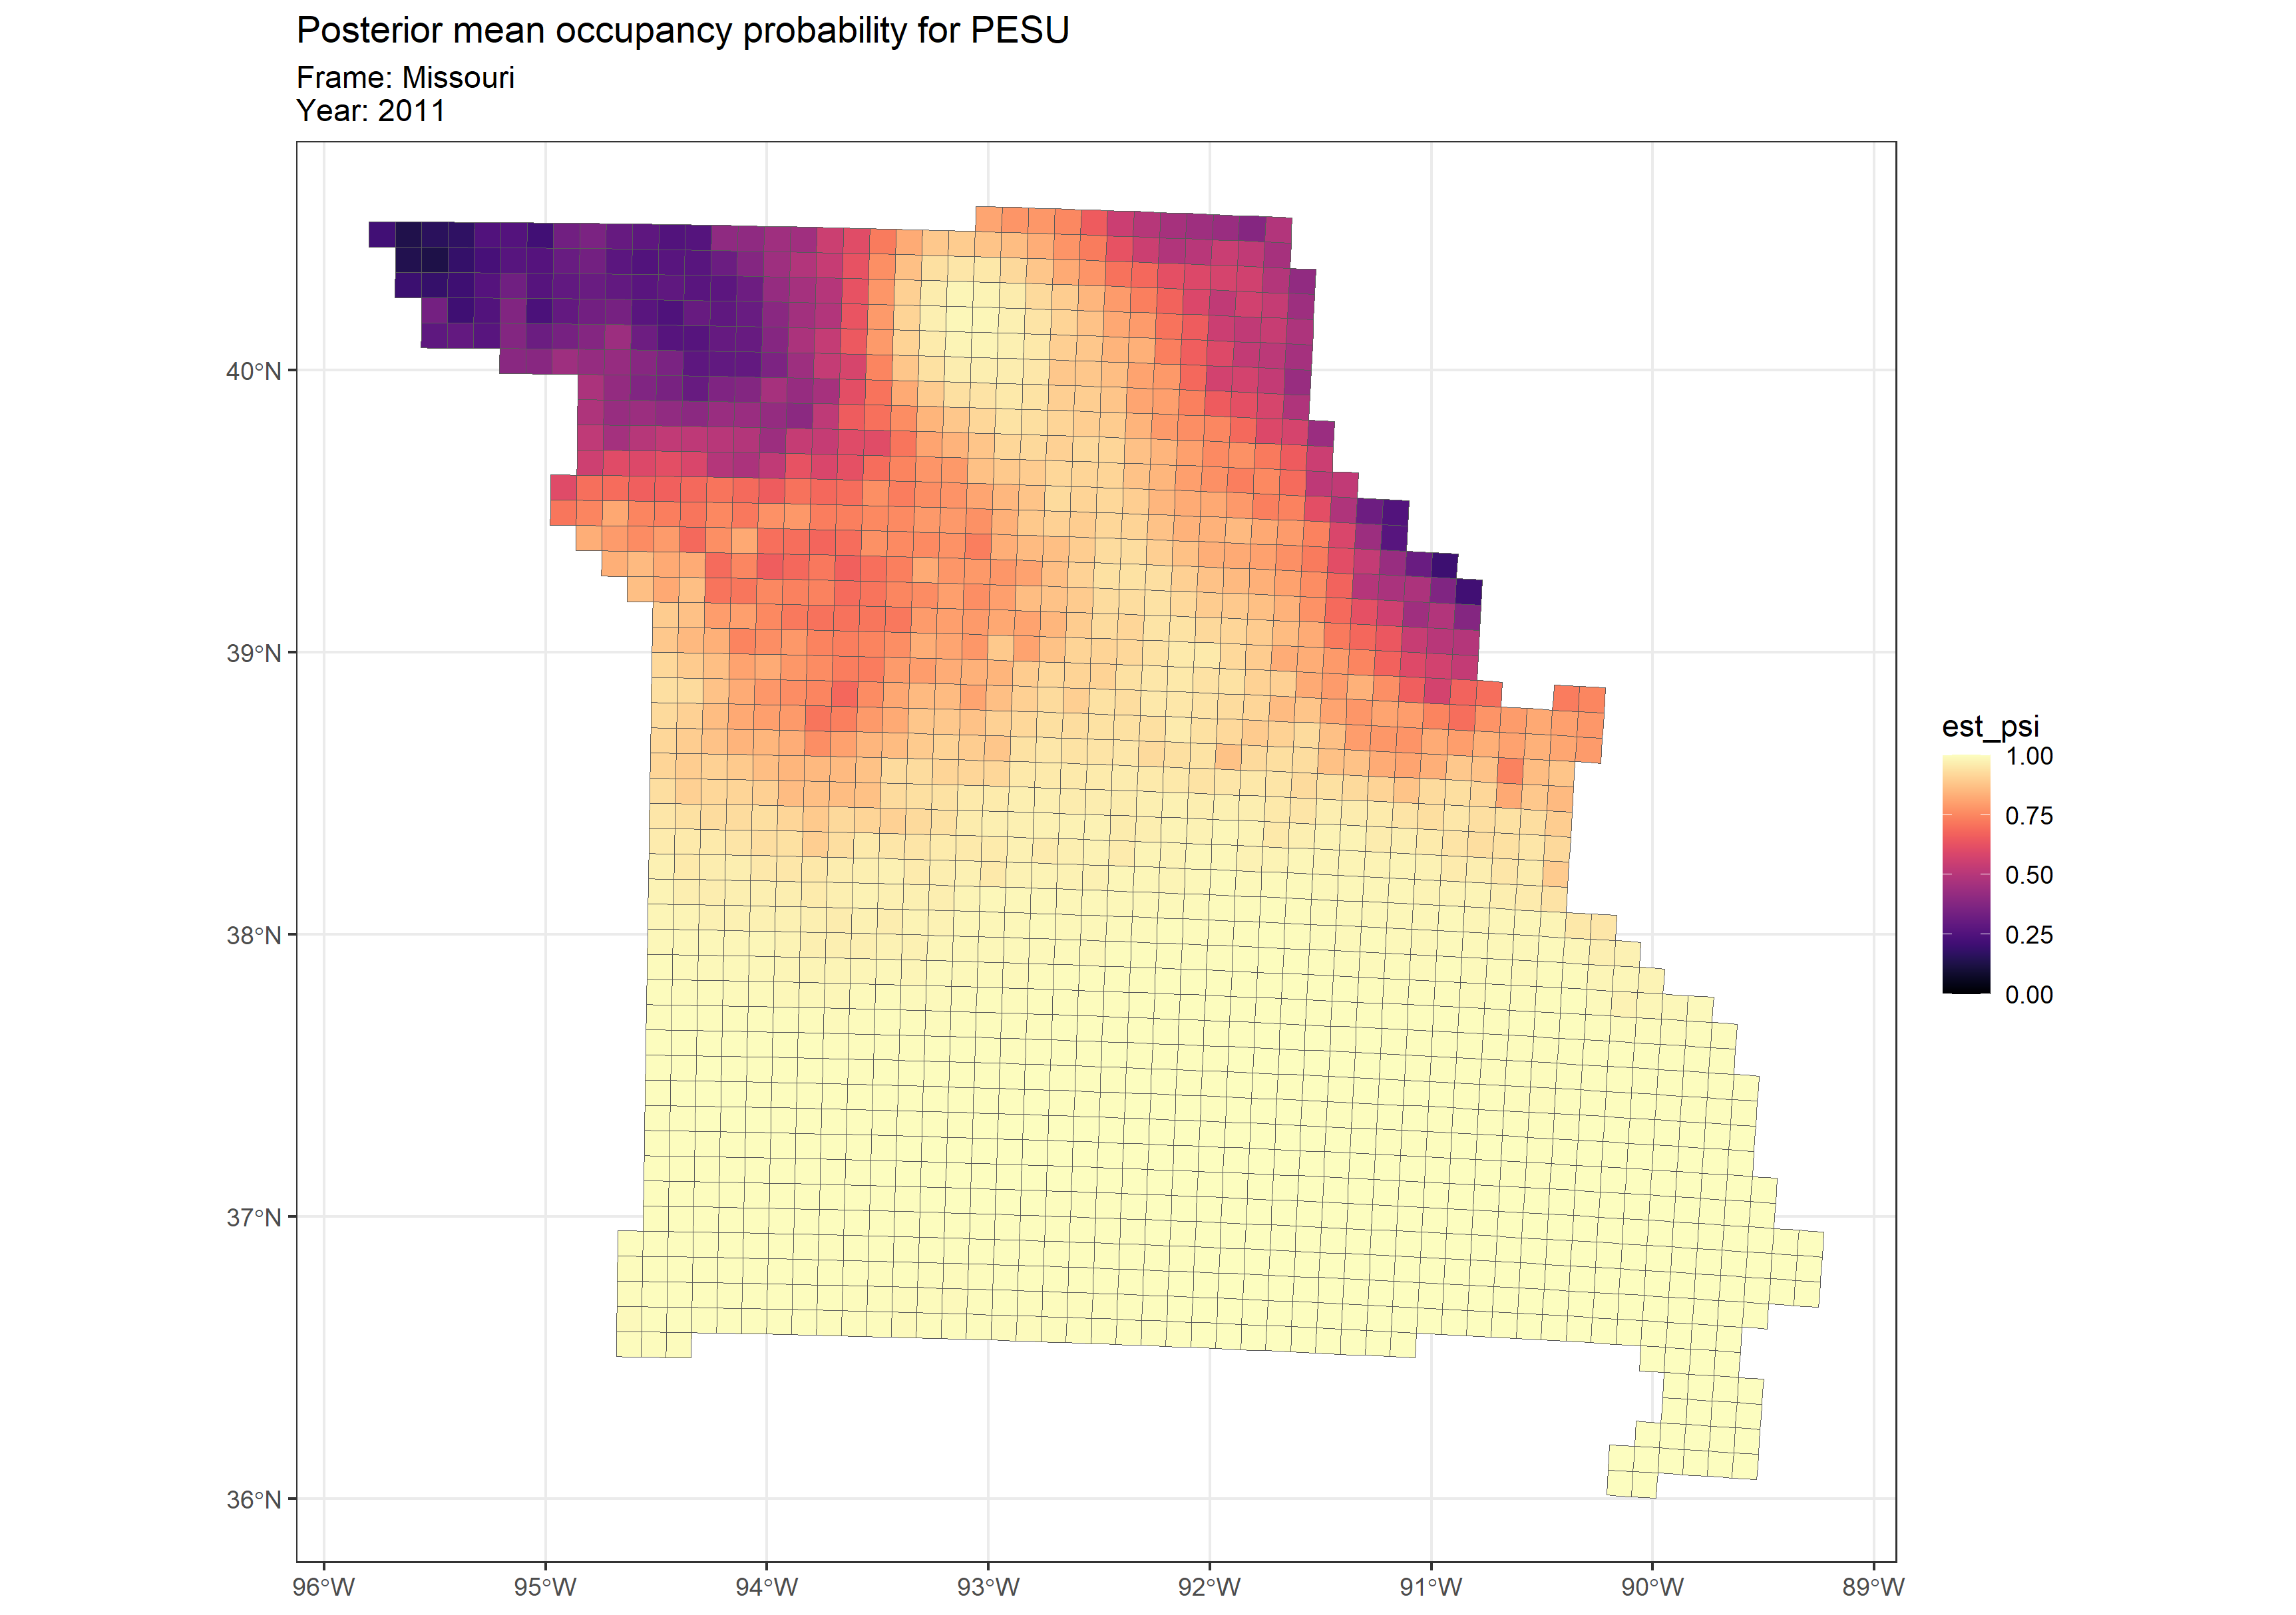 Posterior mean occupancy probability for PESU
Frame: Missouri
Year: 2011
40°N
39°N
38°N
37°N
36°N
96°W 95°W 94°W 93°W 92°W 91°W 90°W 89°W
est_psi
1.00
0.75
0.50
0.25
0.00